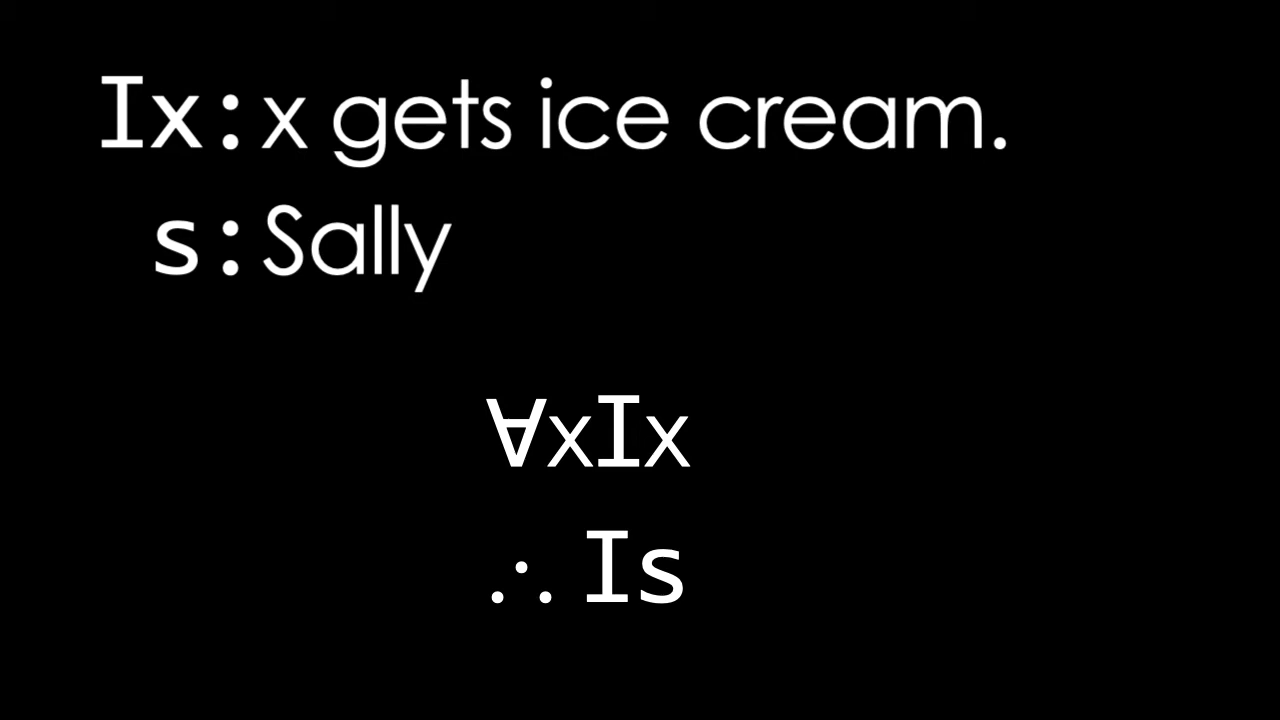 Ix: x gets ice cream.
s: Sally
∀xIx
∴ Is